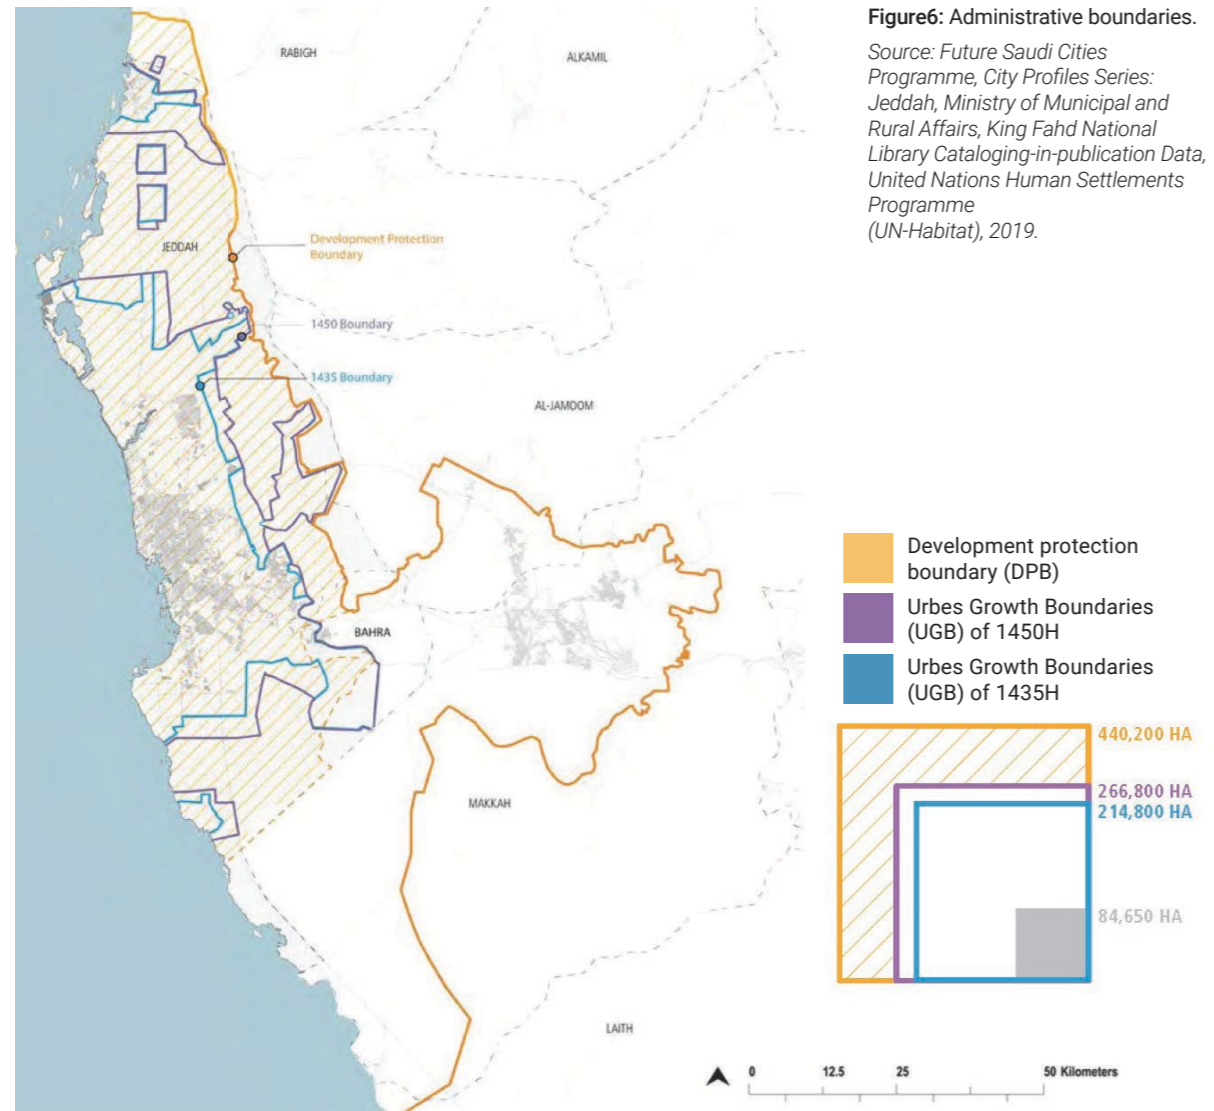 Figure6: Administrative boundaries.
Source: Future Saudi Cities
Programme, City Profiles Series:
Jeddah, Ministry of Municipal and
Rural Affairs, King Fahd National
Library Cataloging-in-publication Data,
United Nations Human Settlements
Programme
(UN-Habitat), 2019.
RABIGH
ALKAMIL
JEDDAH
Development Protection
Boundary
1450 Boundary
1435 Boundary
AL-JAMOOM
BAHRA
MAKKAH
LAITH
Development protection
boundary (DPB)
Urbes Growth Boundaries
(UGB) of 1450H
Urbes Growth Boundaries
(UGB) of 1435H
440,200 HA
266,800 HA
214,800 HA
84,650 HA
0 12.5 25 50 Kilometers